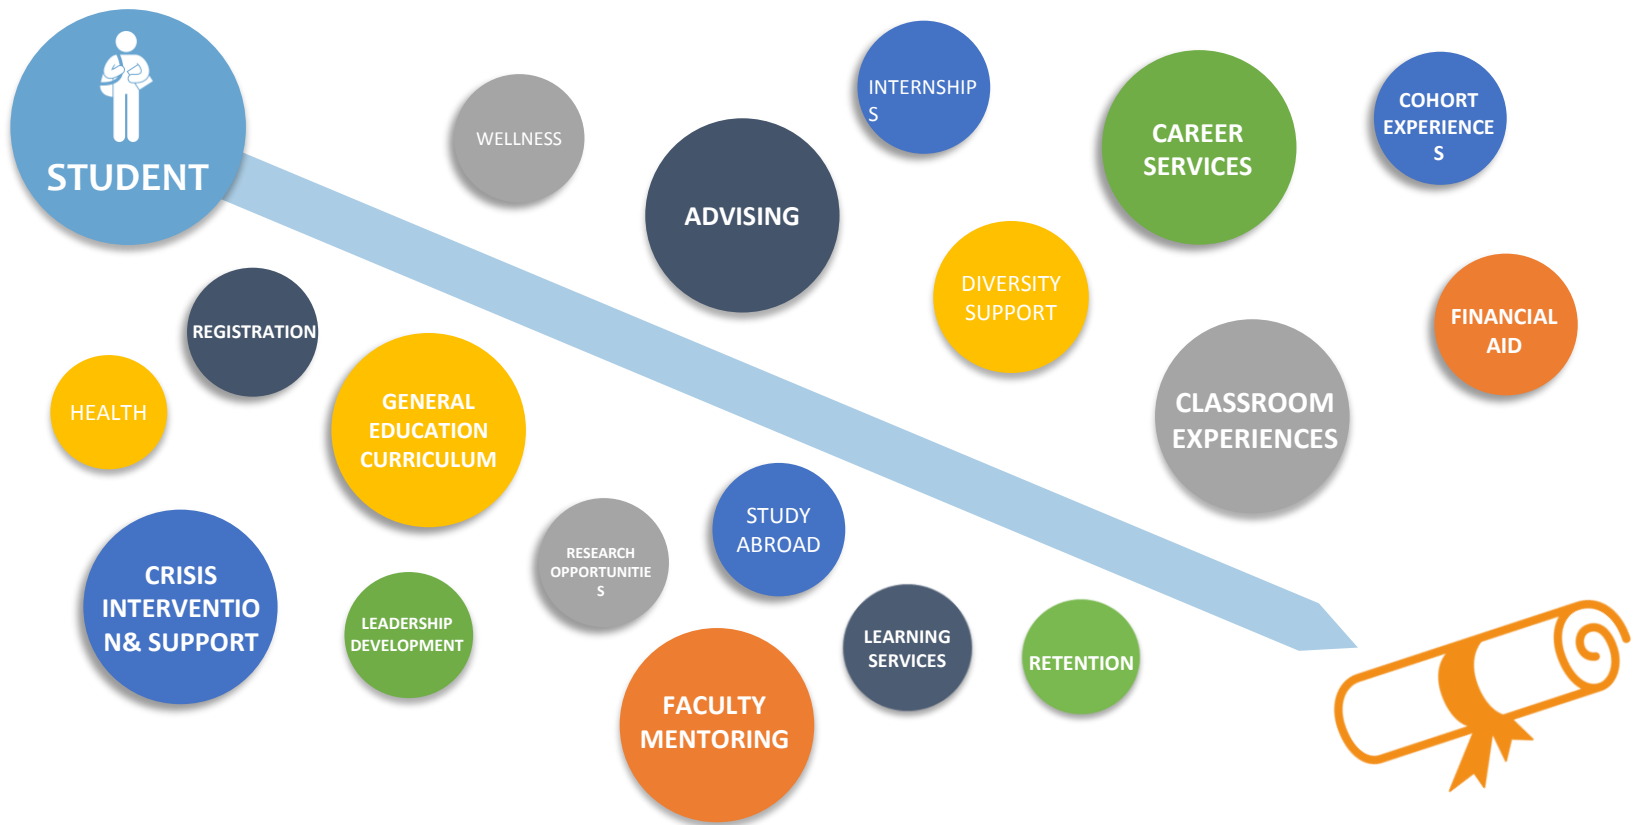 STUDENT
WELLNESS
INTERNSHIP
S
ADVISING
CAREER
SERVICES
COHORT
EXPERIENCE
S
DIVERSITY
SUPPORT
FINANCIAL
AID
REGISTRATION
HEALTH
GENERAL
EDUCATION
CURRICULUM
CLASSROOM
EXPERIENCES
CRISIS
INTERVENTIO
N& SUPPORT
LEADERSHIP
DEVELOPMENT
RESEARCH
OPPORTUNITIE
S
STUDY
ABROAD
FACULTY
MENTORING
LEARNING
SERVICES
RETENTION